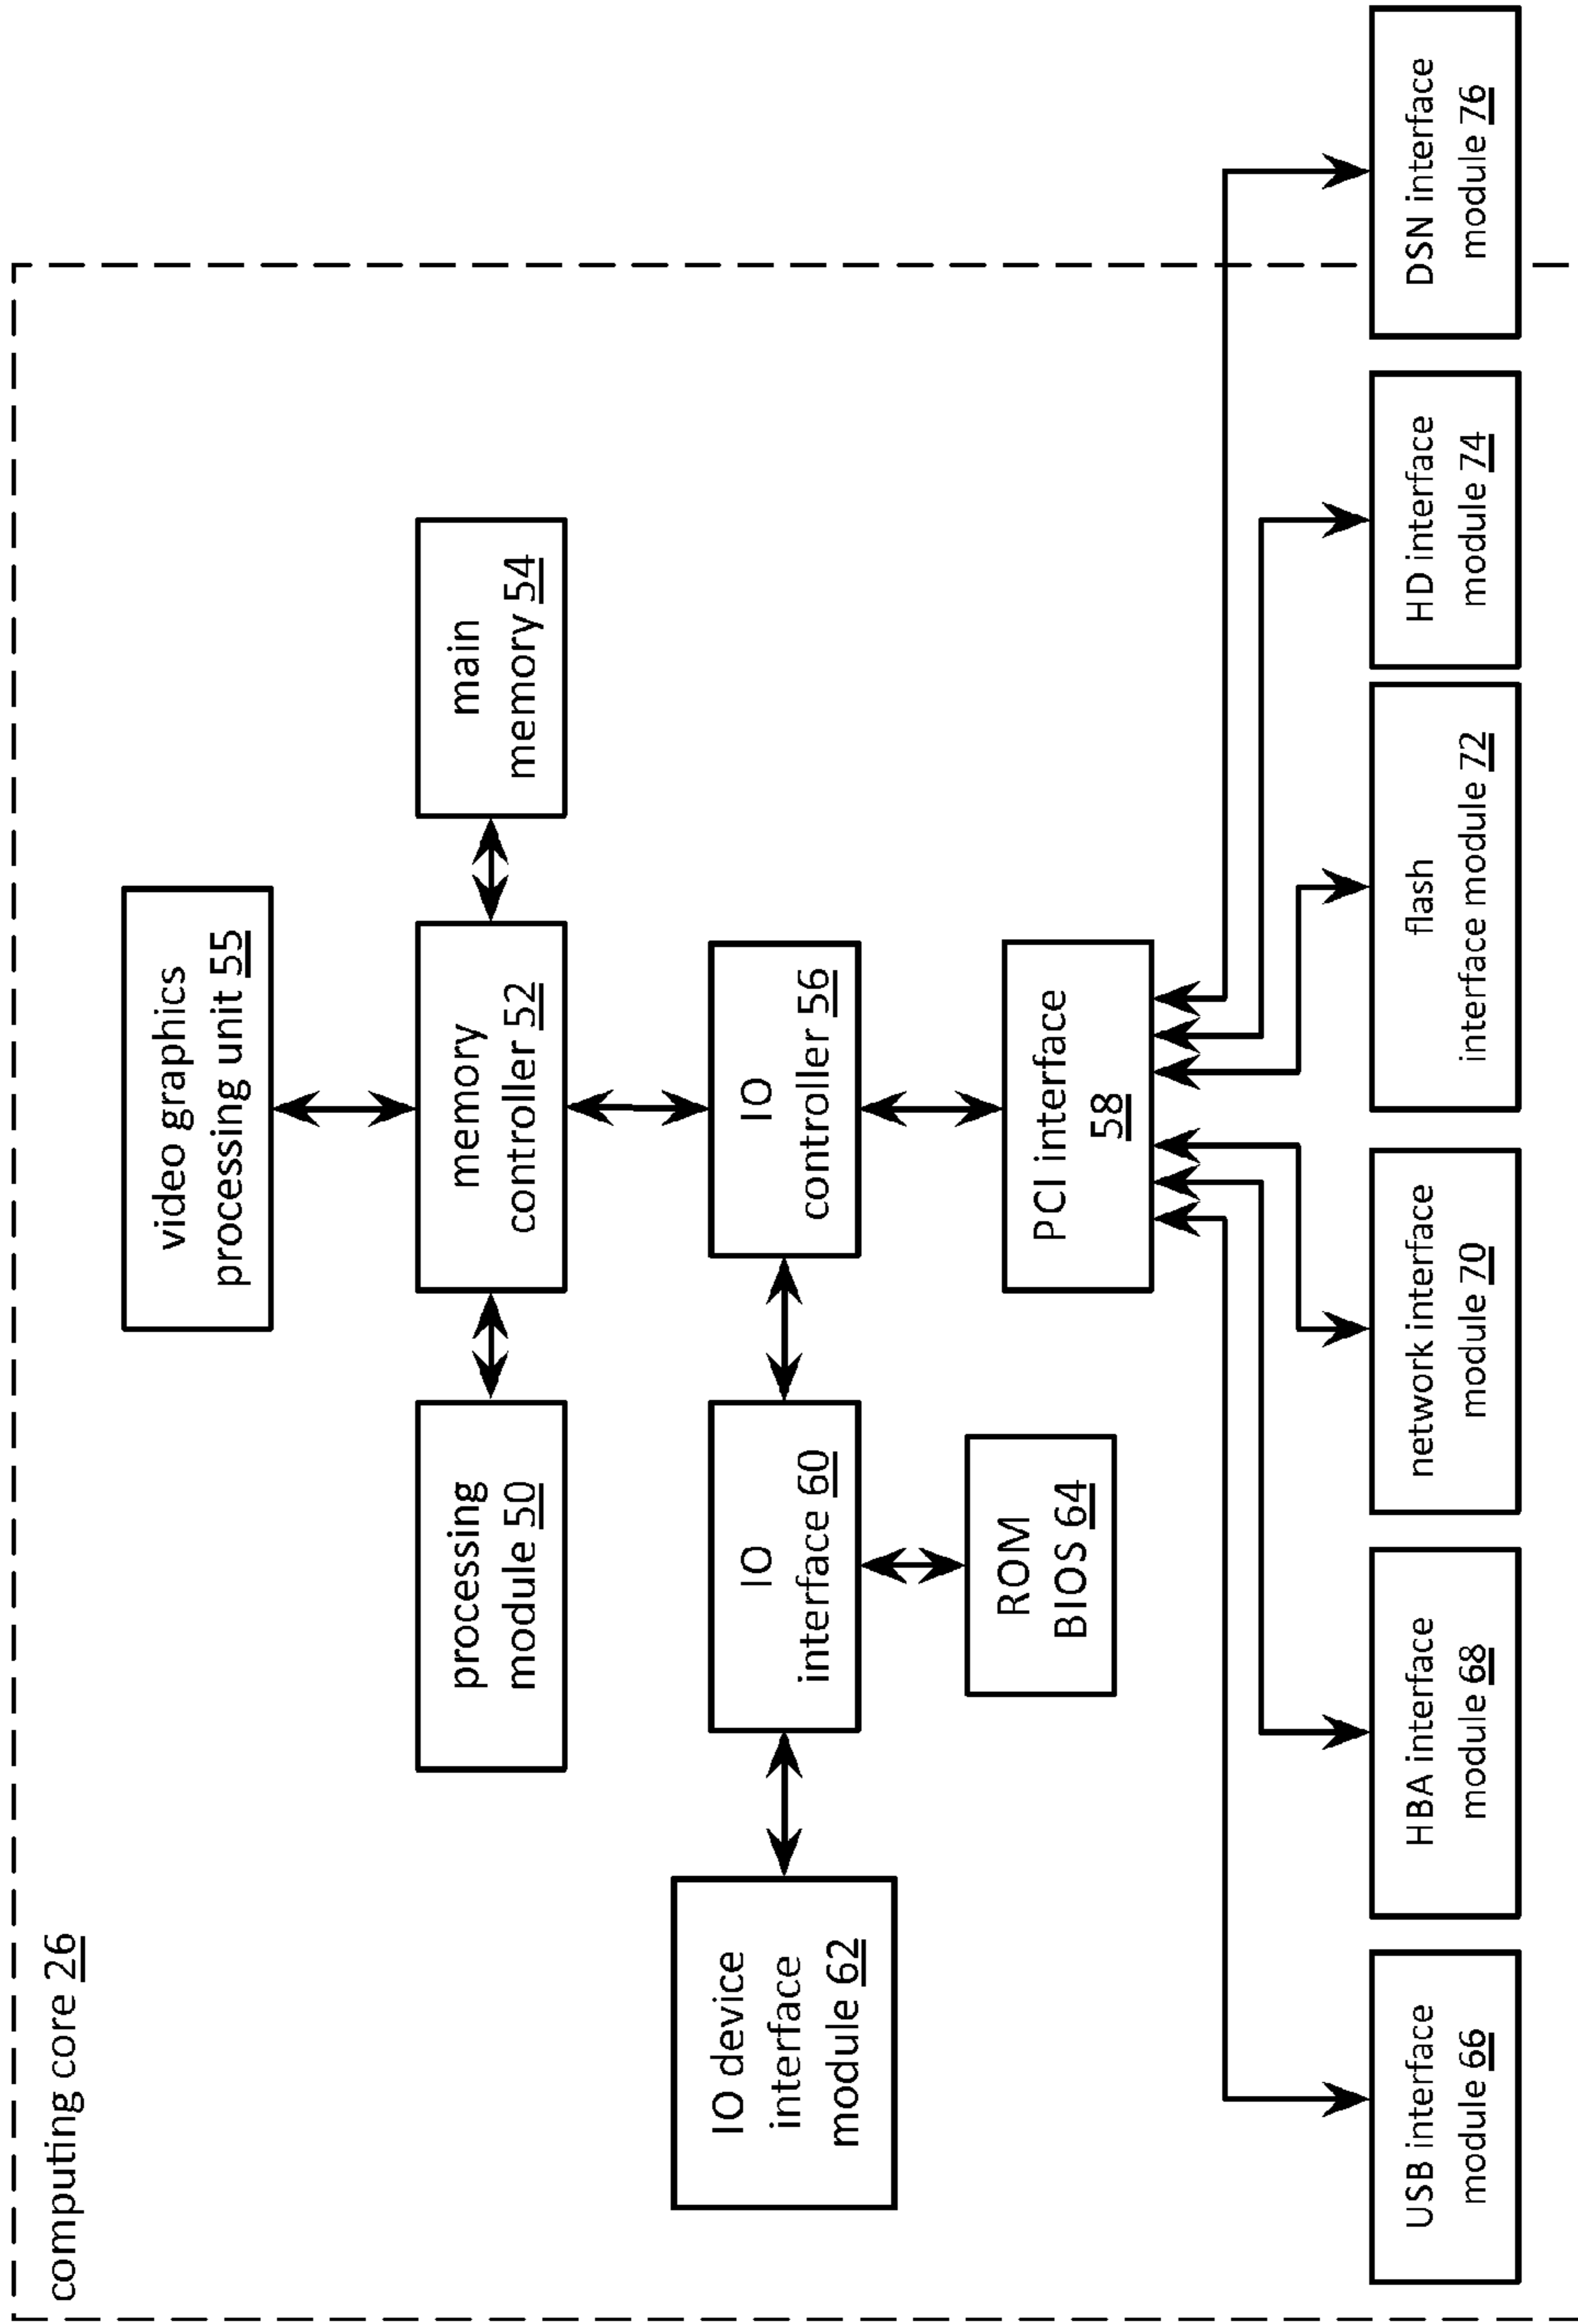 computing core 26
video graphics
processing unit 55
processing
module 50
memory
controller 52
main
memory 54
IO device
interface
module 62
IO
interface 60
IO
controller 56
ROM
BIOS 64
PCI interface
58
USB interface
module 66
HBA interface
module 68
network interface
module 70
flash
interface module 72
HD interface
module 74
DSN interface
module 76